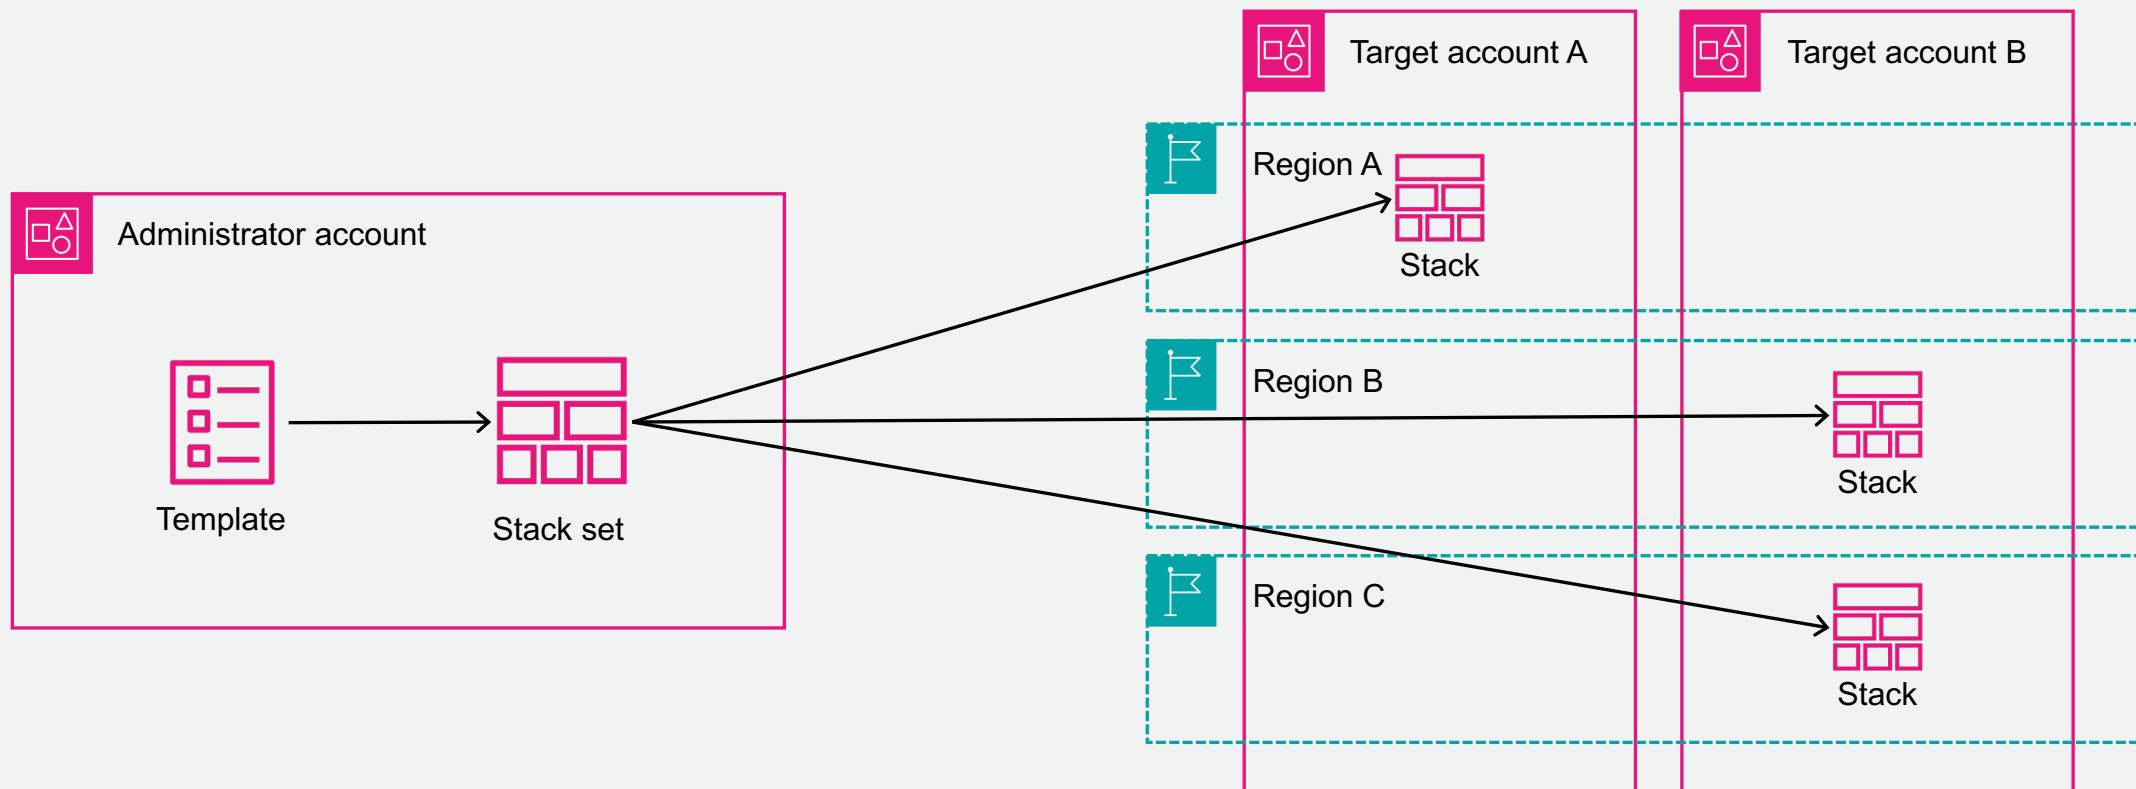 Target account A
Target account B
Region A
Stack
Administrator account
Region B
Stack
Template
Stack set
Region C
Stack